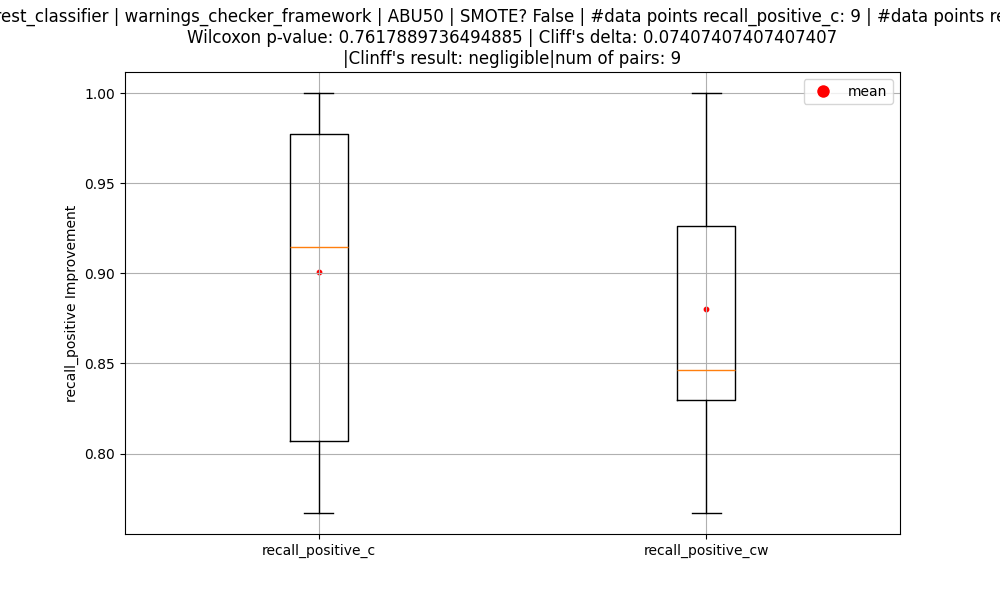 rest_classifier | warnings_checker_framework | ABU50 | SMOTE? False | #data points recall_positive_c: 9 | #data points re
Wilcoxon p-value: 0.7617889736494885 | Cliff's delta: 0.07407407407407407
|Clinff's result: negligible|num of pairs: 9
mean
1.00
0.95
0.90
0.85
0.80
recall_positive Improvement
recall_positive_c
recall_positive_cw